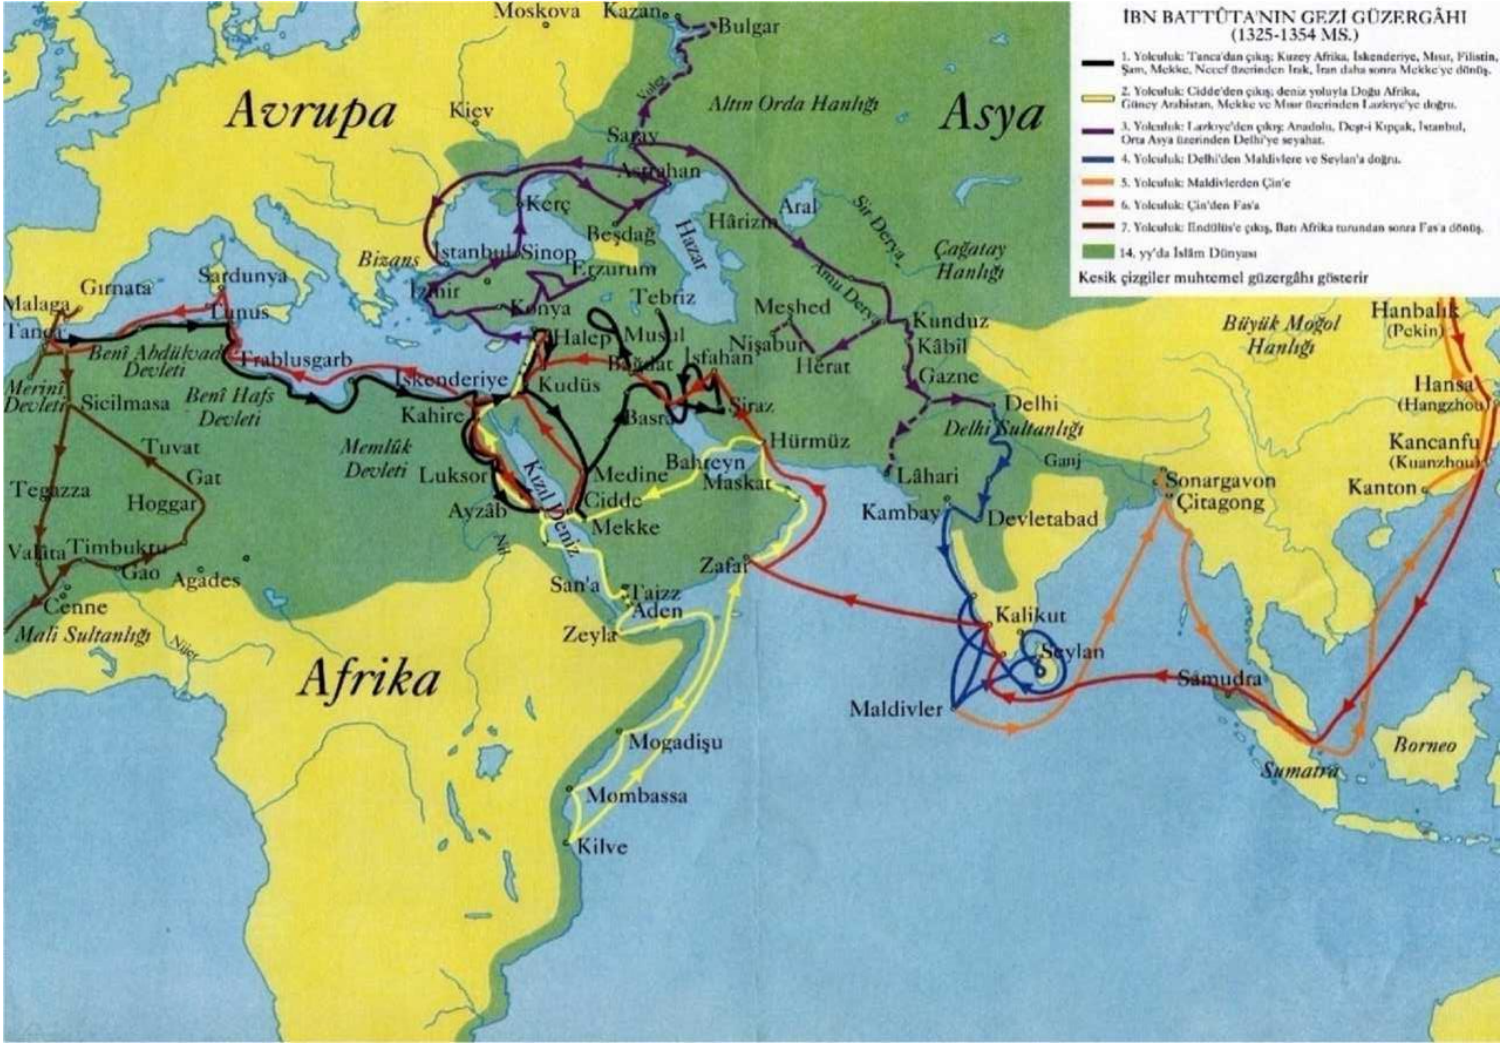 İBN BATTÛTA'NIN GEZİ GÜZERGÂHI
(1325-1354 MS.)
1. Yolculuk: Tanca'dan çıkış; Kuzey Afrika, İskenderiye, Mısır, Filistin,
Şam, Mekke, Necef üzerinden Irak, İran daha sonra Mekke'ye dönüş.
2. Yolculuk: Cidde'den çıkış; deniz yoluyla Doğu Afrika,
Güney Arabistan, Mekke ve Mısır üzerinden Lazkiye'ye doğru.
3. Yolculuk: Lazkiye'den çıkış; Anadolu, Deşt-i Kıpçak, İstanbul,
Orta Asya üzerinden Delhi'ye seyahat.
4. Yolculuk: Delhi'den Maldivlere ve Seylan'a doğru.
5. Yolculuk: Maldivlerden Çin'e
6. Yolculuk: Çin'den Fas'a
7. Yolculuk: Endülüs'e çıkış, Batı Afrika turundan sonra Fas'a dönüş.
14. yy'da İslâm Dünyası
Kesik çizgiler muhtemel güzergâhı gösterir
Moskova
Kazan
Bulgar
Volga
Avrupa
Kiev
Altın Orda Hanlığı
Asya
Saray
Astrahan
Kerç
Beşdağ
Hazar
Hârizm
Aral
Sir Derya
Çağatay
Hanlığı
Amu Derya
Bizans
İstanbul
Sinop
Erzurum
İzmir
Konya
Tebriz
Sardunya
Gırnata
Malaga
Tanca
Tunus
Benî Abdülvad
Devleti
Trablusgarb
Merinî
Devleti
Sicilmasa
Benî Hafs
Devleti
İskenderiye
Kahire
Halep
Musul
Kudüs
Bağdat
İsfahan
Basra
Şiraz
Meshed
Nişabur
Hérat
Kunduz
Kâbil
Gazne
Delhi
Delhi Sultanlığı
Büyük Moğol
Hanlığı
Hanbalık
(Pekin)
Hansa
(Hangzhou)
Kancanfu
(Kuanzhou)
Kanton
Tuvat
Gat
Hoggar
Tegazza
Memlûk
Devleti
Luksor
Kızıl Deniz
Medine
Cidde
Mekke
Ayzâb
Nil
Bahreyn
Maskat
Hürmüz
Lâhari
Ganj
Kambay
Devletabad
Sonargavon
Çitagong
Valata
Timbuktu
Gao
Agades
Cenne
Mali Sultanlığı
Nijer
San'a
Taizz
Aden
Zeyla
Zafar
Kalikut
Seylan
Maldivler
Samudra
Afrika
Mogadişu
Mombassa
Kilve
Sumatra
Borneo